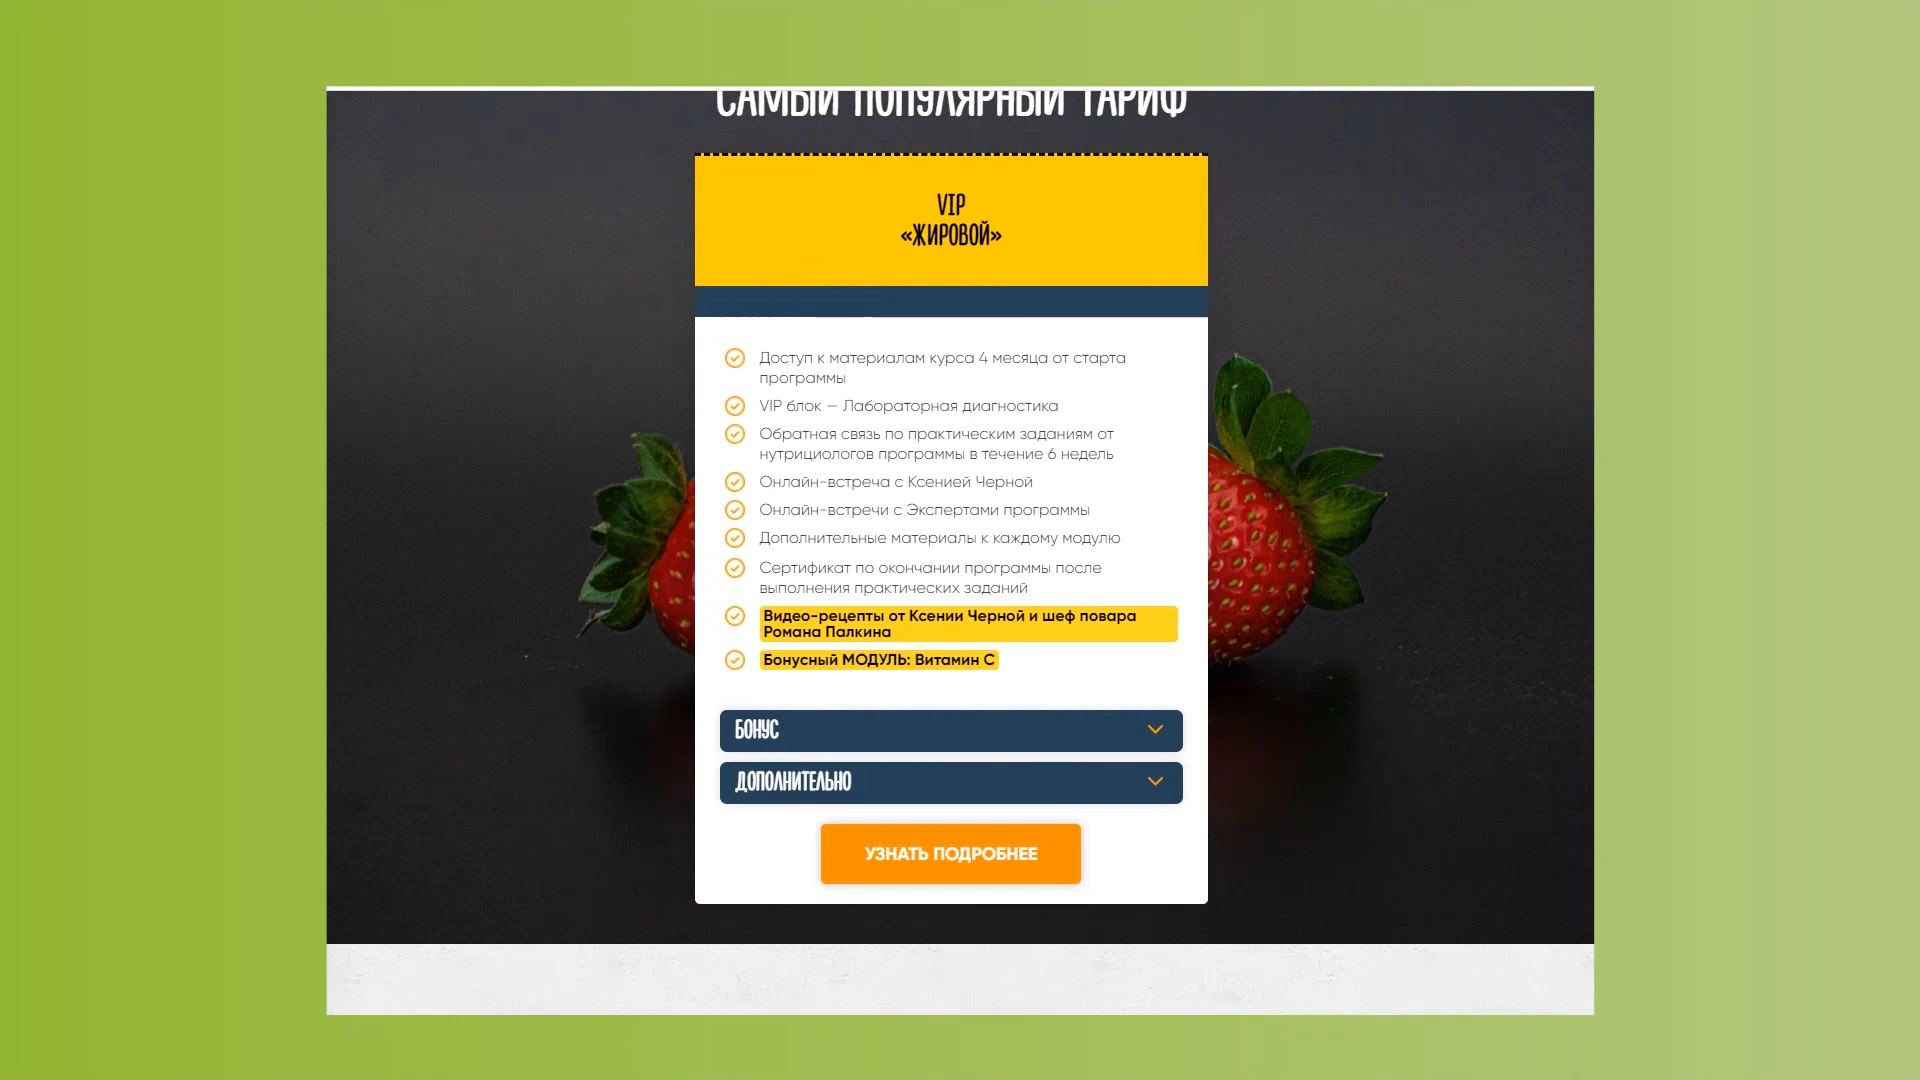 САМЫЙ ПОПУЛЯРНЫЙ ТАРИФ
VIP
«ЖИРОВОЙ»
Доступ к материалам курса 4 месяца от старта
программы
VIP блок — Лабораторная диагностика
Обратная связь по практическим заданиям от
нутрициологов программы в течение 6 недель
Онлайн-встреча с Ксенией Черной
Онлайн-встречи с Экспертами программы
Дополнительные материалы к каждому модулю
Сертификат по окончании программы после
выполнения практических заданий
Видео-рецепты от Ксении Черной и шеф повара
Романа Палкина
Бонусный МОДУЛЬ: Витамин С
БОНУС
ДОПОЛНИТЕЛЬНО
УЗНАТЬ ПОДРОБНЕЕ